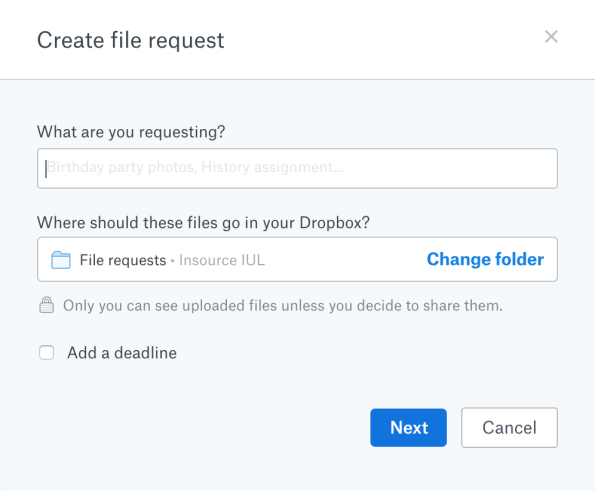 Create file request
What are you requesting?
Birthday party photos, History assignment...
Where should these files go in your Dropbox?
File requests • Insource IUL Change folder
Only you can see uploaded files unless you decide to share them.
Add a deadline
Next Cancel